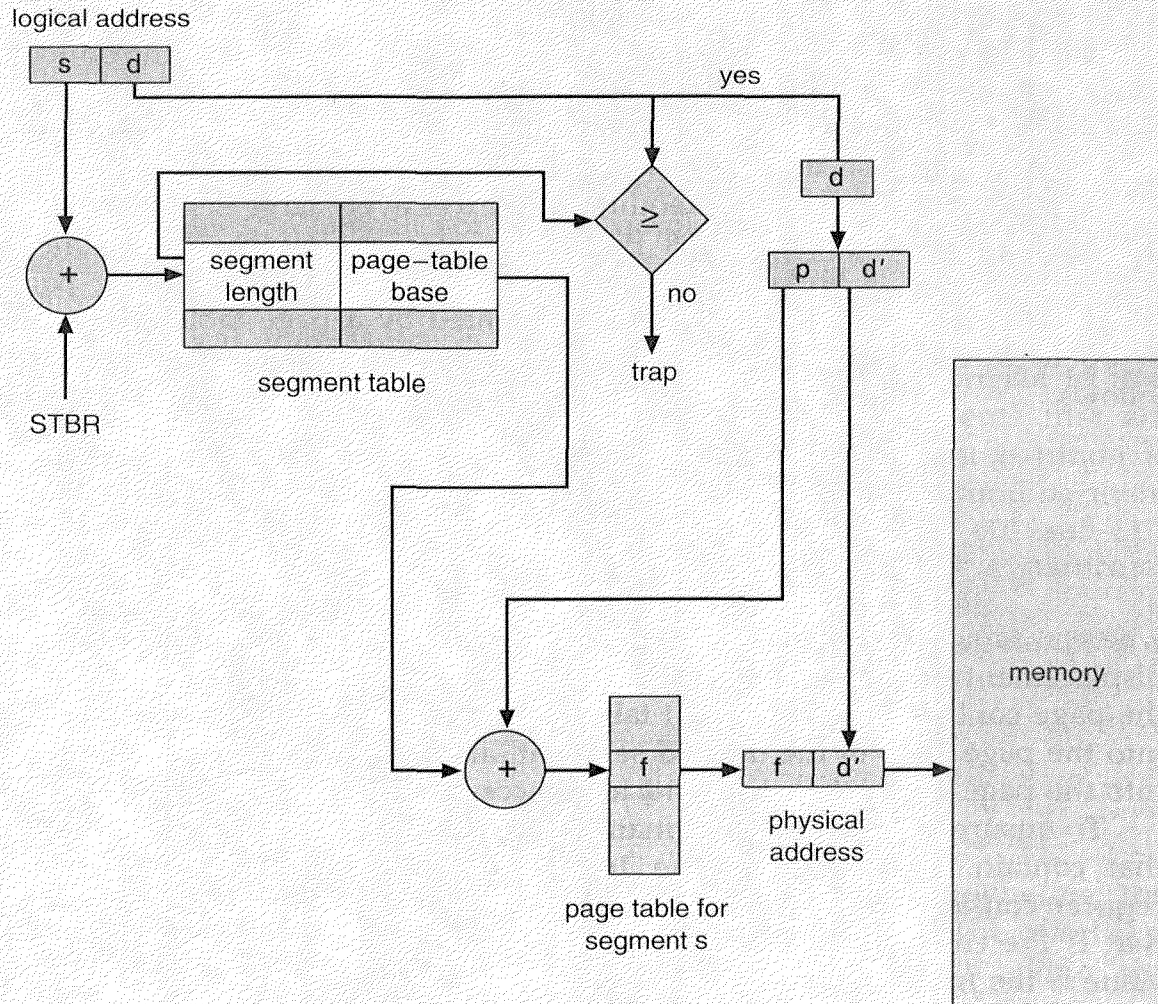 logical address
s d
yes
d
≥
+
segment length
page–table base
p d'
no
segment table
trap
STBR
memory
+
f
f d'
physical address
page table for segment s